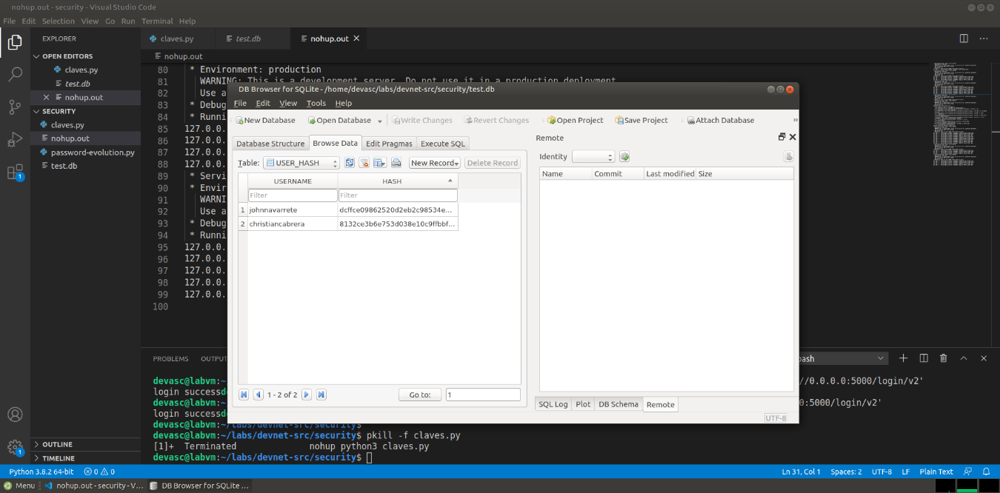 nohup.out - security - Visual Studio Code
File Edit Selection View Go Run Terminal Help
EXPLORER
OPEN EDITORS
claves.py
test.db
nohup.out
SECURITY
claves.py
nohup.out
password-evolution.py
test.db
OUTLINE
TIMELINE
claves.py test.db nohup.out
nohup.out
80 * Environment: production
81 WARNING: This is a development server. Do not use it in a production deployment.
82 Use a
83 * Debug
84 * Runni
85 127.0.0.
86 127.0.0.
87 127.0.0.
88 127.0.0.
89 * Servi
90 * Envir
91 WARNI
92 Use a
93 * Debug
94 * Runni
95 127.0.0.
96 127.0.0.
97 127.0.0.
98 127.0.0.
99 127.0.0.
100
DB Browser for SQLite - /home/devasc/labs/devnet-src/security/test.db
File Edit View Tools Help
New Database Open Database Write Changes Revert Changes Open Project Save Project Attach Database »
Database Structure Browse Data Edit Pragmas Execute SQL
Table: USER_HASH New Record Delete Record
USERNAME HASH
Filter Filter
1 johnnavarrete dcffce09862520d2eb2c98534e...
2 christiancabrera 8132ce3b6e753d038e10c9ffbbf...
1 - 2 of 2 Go to: 1
Remote
Identity
Name Commit Last modified Size
SQL Log Plot DB Schema Remote
UTF-8
PROBLEMS OUTPU
bash
devasc@labvm:~ //0.0.0.0:5000/login/v2'
login successde
devasc@labvm:~ 0:5000/login/v2'
login successde
devasc@labvm:~/labs/devnet-src/security$
devasc@labvm:~/labs/devnet-src/security$ pkill -f claves.py
[1]+ Terminated nohup python3 claves.py
devasc@labvm:~/labs/devnet-src/security$
1
1
Python 3.8.2 64-bit 0 0 Ln 31, Col 1 Spaces: 2 UTF-8 LF Plain Text
Menu nohup.out - security - V... DB Browser for SQLite ...